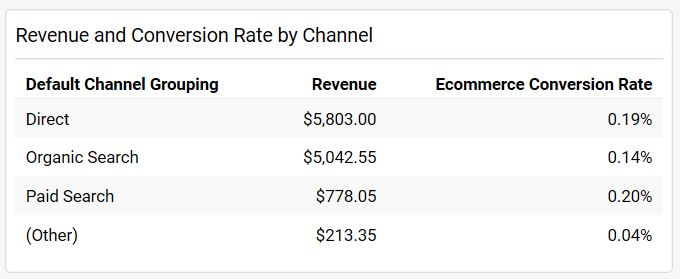 Revenue and Conversion Rate by Channel
Default Channel Grouping Revenue Ecommerce Conversion Rate
Direct $5,803.00 0.19%
Organic Search $5,042.55 0.14%
Paid Search $778.05 0.20%
(Other) $213.35 0.04%